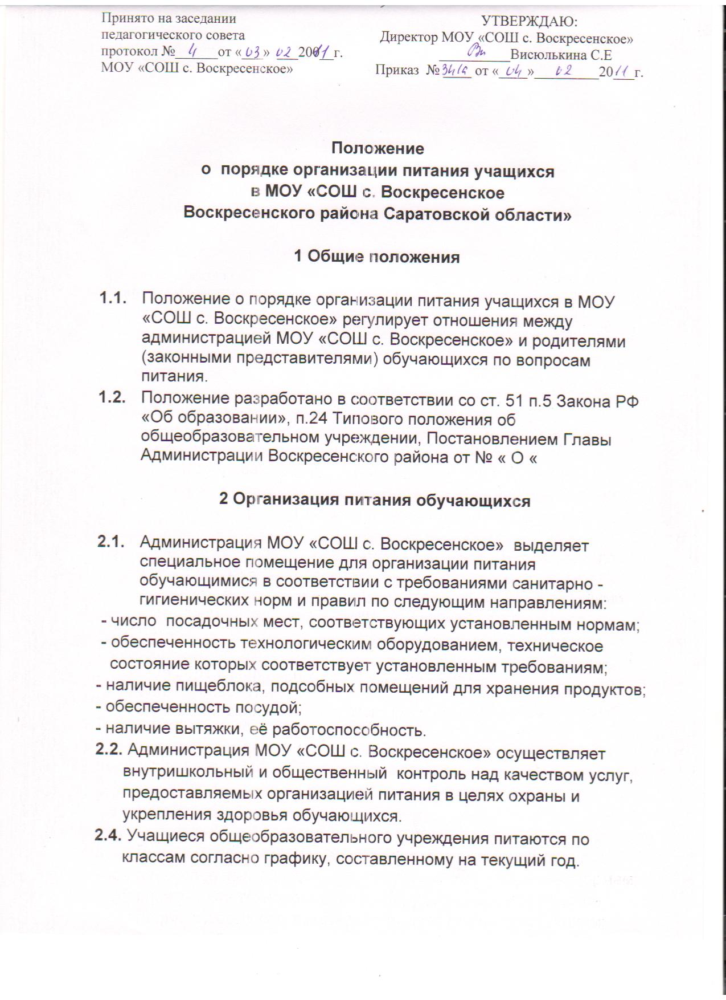 Принято на заседании
педагогического совета
протокол № 4 от «03» 02 2011 г.
МОУ «СОШ с. Воскресенское»
УТВЕРЖДАЮ:
Директор МОУ «СОШ с. Воскресенское»
Висюлькина С.Е
Приказ № от «04» 02 2011 г.
Положение
о порядке организации питания учащихся
в МОУ «СОШ с. Воскресенское
Воскресенского района Саратовской области»
1 Общие положения
1.1. Положение о порядке организации питания учащихся в МОУ
«СОШ с. Воскресенское» регулирует отношения между
администрацией МОУ «СОШ с. Воскресенское» и родителями
(законными представителями) обучающихся по вопросам
питания.
1.2. Положение разработано в соответствии со ст. 51 п.5 Закона РФ
«Об образовании», п.24 Типового положения об
общеобразовательном учреждении, Постановлением Главы
Администрации Воскресенского района от № « О «
2 Организация питания обучающихся
2.1. Администрация МОУ «СОШ с. Воскресенское» выделяет
специальное помещение для организации питания
обучающимися в соответствии с требованиями санитарно -
гигиенических норм и правил по следующим направлениям:
- число посадочных мест, соответствующих установленным нормам;
- обеспеченность технологическим оборудованием, техническое
состояние которых соответствует установленным требованиям;
- наличие пищеблока, подсобных помещений для хранения продуктов;
- обеспеченность посудой;
- наличие вытяжки, её работоспособность.
2.2. Администрация МОУ «СОШ с. Воскресенское» осуществляет
внутришкольный и общественный контроль над качеством услуг,
предоставляемых организацией питания в целях охраны и
укрепления здоровья обучающихся.
2.4. Учащиеся общеобразовательного учреждения питаются по
классам согласно графику, составленному на текущий год.